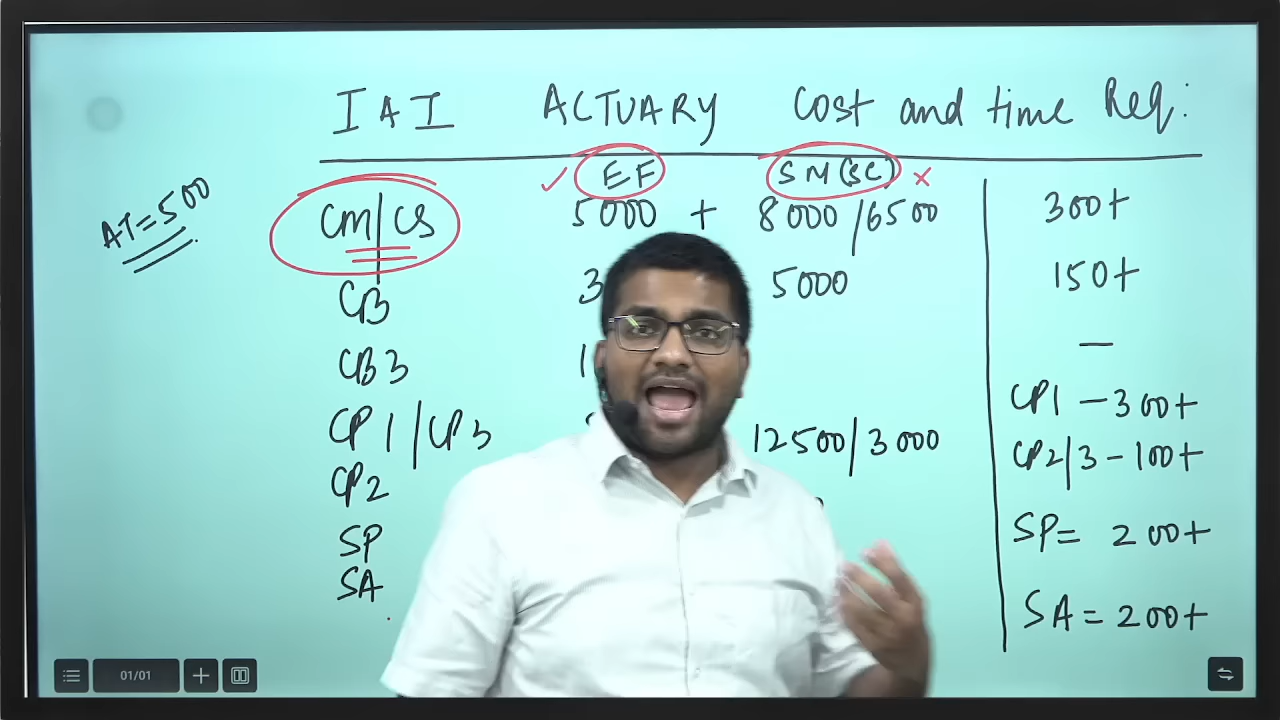 IAI ACTUARY Cost and time Req:
EF SM(SC)
AT=500
CM/CS 5000 + 8000/6500 300+
CB 3 5000 150+
CB3 1 —
CP1/CP3 12500/3000 CP1 - 300+
CP2 CP2/3 - 100+
SP SP = 200+
SA SA = 200+
01/01